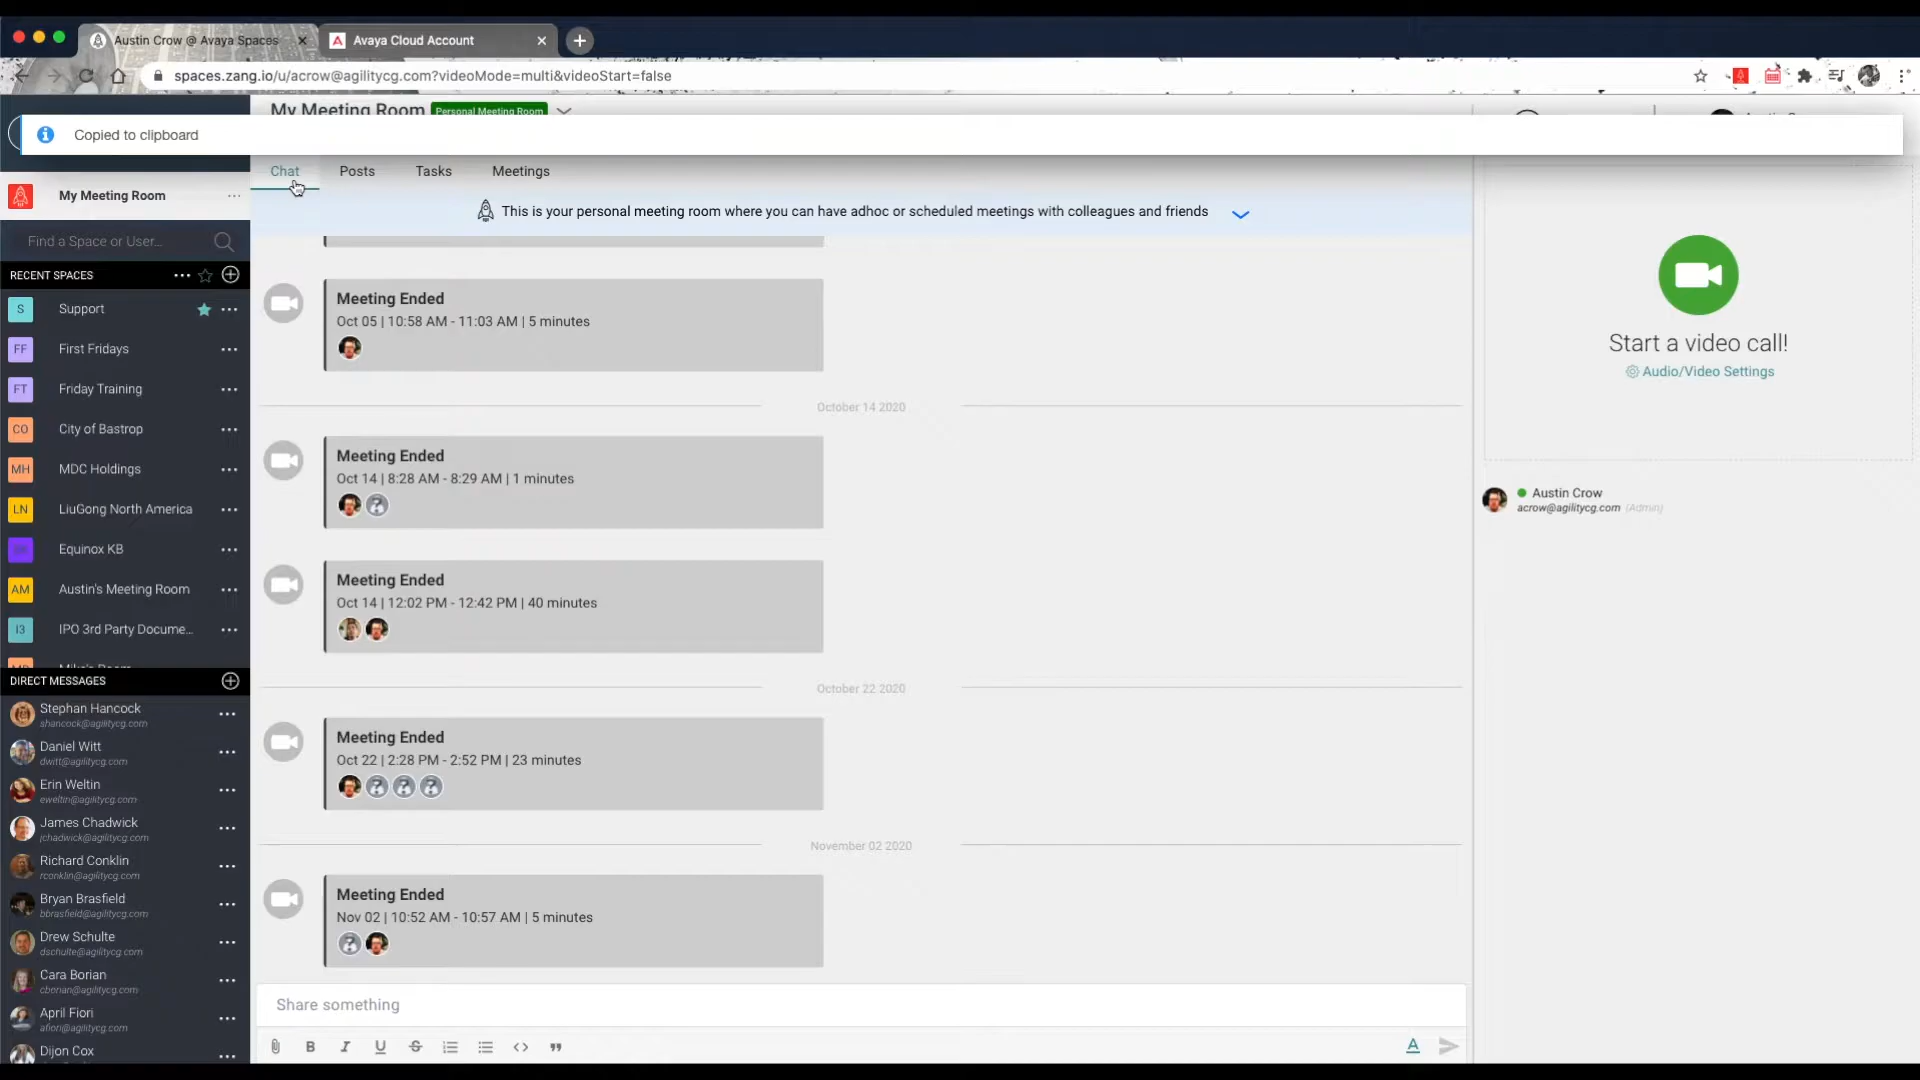 Austin Crow @ Avaya Spaces
Avaya Cloud Account
spaces.zang.io/u/acrow@agilitycg.com?videoMode=multi&videoStart=false
My Meeting Room Personal Meeting Room
Copied to clipboard
Chat Posts Tasks Meetings
This is your personal meeting room where you can have adhoc or scheduled meetings with colleagues and friends
My Meeting Room
Find a Space or User...
RECENT SPACES
S Support
FF First Fridays
FT Friday Training
CO City of Bastrop
MH MDC Holdings
LN LiuGong North America
Equinox KB
AM Austin's Meeting Room
I3 IPO 3rd Party Docume...
DIRECT MESSAGES
Stephan Hancock
shancock@agilitycg.com
Daniel Witt
dwitt@agilitycg.com
Erin Weltin
eweltin@agilitycg.com
James Chadwick
jchadwick@agilitycg.com
Richard Conklin
rconklin@agilitycg.com
Bryan Brasfield
bbrasfield@agilitycg.com
Drew Schulte
dschulte@agilitycg.com
Cara Borian
cborian@agilitycg.com
April Fiori
afiori@agilitycg.com
Dijon Cox
Meeting Ended
Oct 05 | 10:58 AM - 11:03 AM | 5 minutes
October 14 2020
Meeting Ended
Oct 14 | 8:28 AM - 8:29 AM | 1 minutes
Meeting Ended
Oct 14 | 12:02 PM - 12:42 PM | 40 minutes
October 22 2020
Meeting Ended
Oct 22 | 2:28 PM - 2:52 PM | 23 minutes
November 02 2020
Meeting Ended
Nov 02 | 10:52 AM - 10:57 AM | 5 minutes
Share something
B I U S A
Start a video call!
Audio/Video Settings
Austin Crow
acrow@agilitycg.com (Admin)